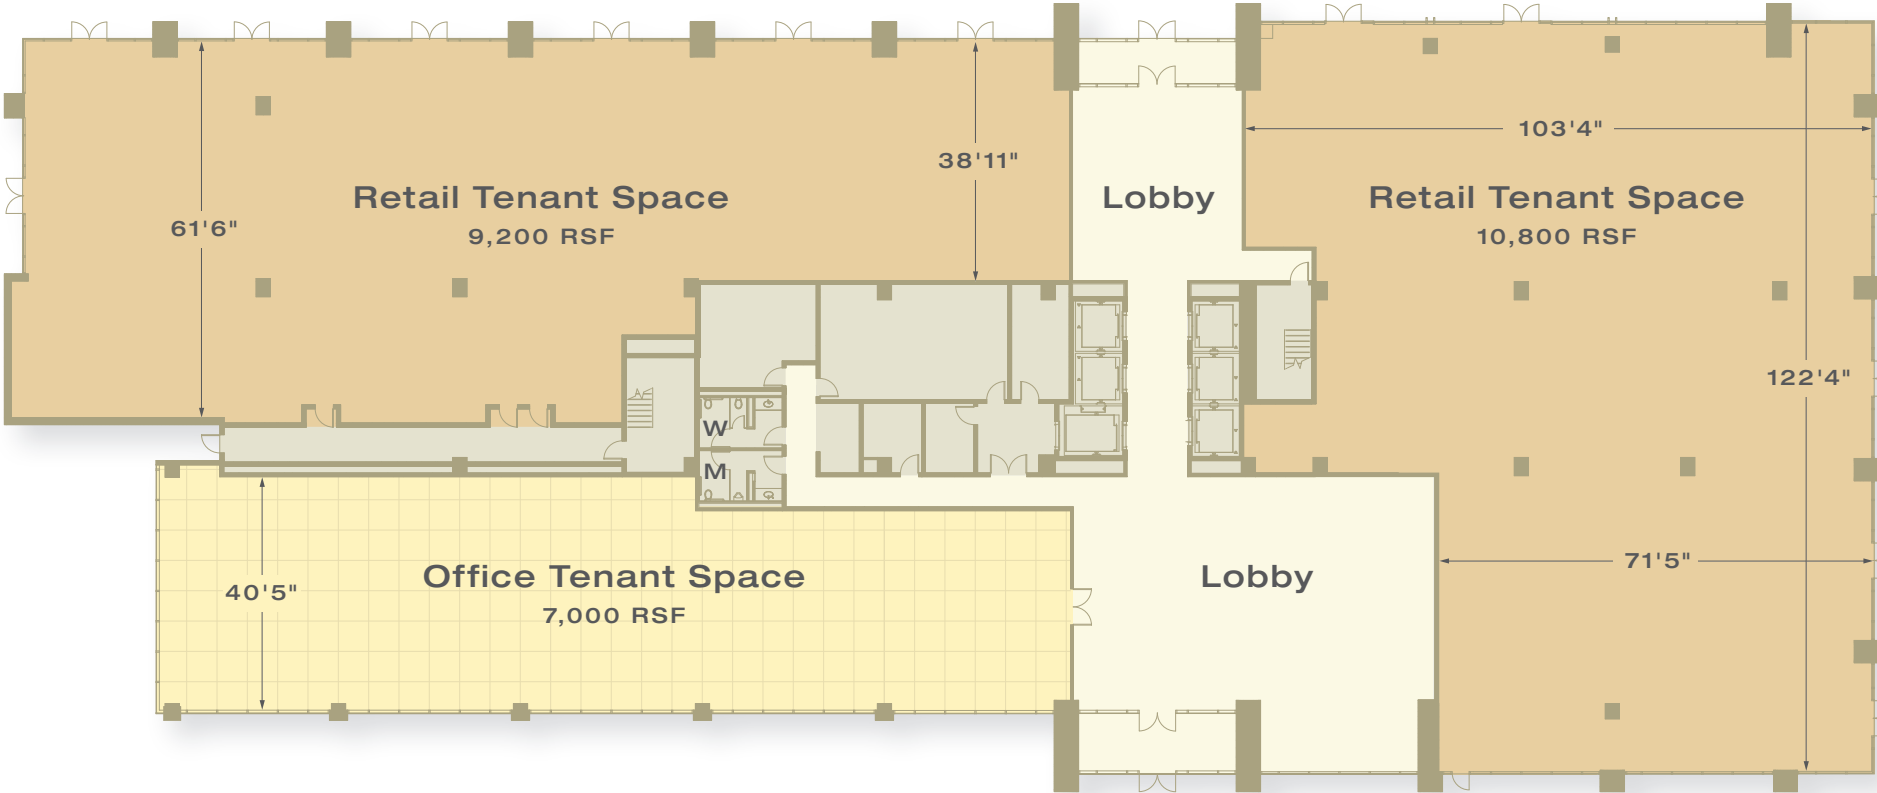 38'11"
103'4"
Retail Tenant Space
9,200 RSF
61'6"
Lobby
Retail Tenant Space
10,800 RSF
122'4"
W
M
Office Tenant Space
7,000 RSF
40'5"
Lobby
71'5"